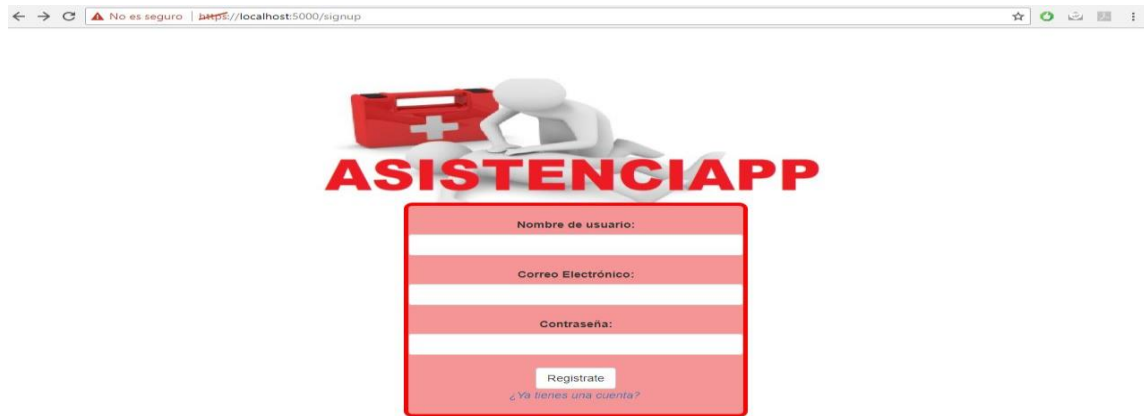 No es seguro | https://localhost:5000/signup
ASISTENCIAPP
Nombre de usuario:
Correo Electrónico:
Contraseña:
Registrate
¿Ya tienes una cuenta?